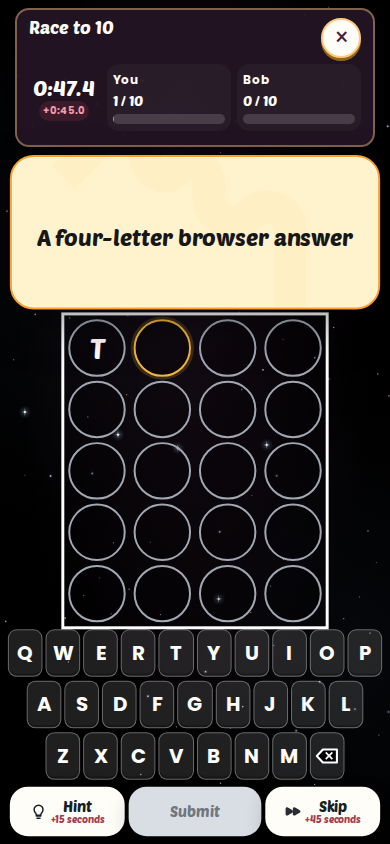 Race to 10
×
0:47.4
+0:45.0
You
1 / 10
Bob
0 / 10
A four-letter browser answer
T
Q W E R T Y U I O P
A S D F G H J K L
Z X C V B N M
Hint
+15 seconds
Submit
Skip
+45 seconds